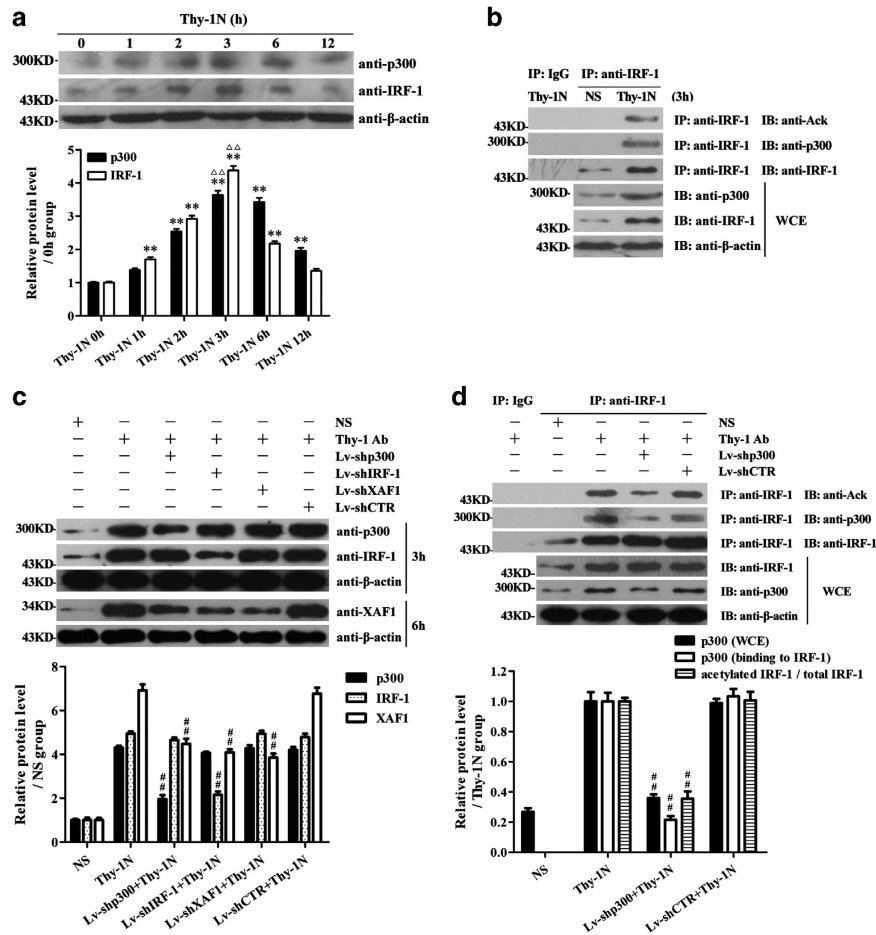 a
Thy-1N (h)
0 1 2 3 6 12
300KD anti-p300
43KD anti-IRF-1
43KD anti-β-actin
p300
IRF-1
Relative protein level
/ 0h group
5
4
3
2
1
0
** ** ** △△ ** △△ ** ** ** **
Thy-1N 0h Thy-1N 1h Thy-1N 2h Thy-1N 3h Thy-1N 6h Thy-1N 12h
b
IP: IgG IP: anti-IRF-1
Thy-1N NS Thy-1N (3h)
43KD IP: anti-IRF-1 IB: anti-Ack
300KD IP: anti-IRF-1 IB: anti-p300
43KD IP: anti-IRF-1 IB: anti-IRF-1
300KD IB: anti-p300
43KD IB: anti-IRF-1 WCE
43KD IB: anti-β-actin
c
+ − − − − − NS
− + + + + + Thy-1 Ab
− − + − − − Lv-shp300
− − − + − − Lv-shIRF-1
− − − − + − Lv-shXAF1
− − − − − + Lv-shCTR
300KD anti-p300
43KD anti-IRF-1 3h
43KD anti-β-actin
34KD anti-XAF1
43KD anti-β-actin 6h
p300
IRF-1
XAF1
Relative protein level
/ NS group
8
6
4
2
0
## ## ## ## ##
NS Thy-1N Lv-shp300+Thy-1N Lv-shIRF-1+Thy-1N Lv-shXAF1+Thy-1N Lv-shCTR+Thy-1N
d
IP: IgG IP: anti-IRF-1
− + − − − NS
+ − + + + Thy-1 Ab
− − − + − Lv-shp300
− − − − + Lv-shCTR
43KD IP: anti-IRF-1 IB: anti-Ack
300KD IP: anti-IRF-1 IB: anti-p300
43KD IP: anti-IRF-1 IB: anti-IRF-1
43KD IB: anti-IRF-1
300KD IB: anti-p300 WCE
43KD IB: anti-β-actin
p300 (WCE)
p300 (binding to IRF-1)
acetylated IRF-1 / total IRF-1
Relative protein level
/ Thy-1N group
1.2
1.0
0.8
0.6
0.4
0.2
0.0
## ## ##
NS Thy-1N Lv-shp300+Thy-1N Lv-shCTR+Thy-1N